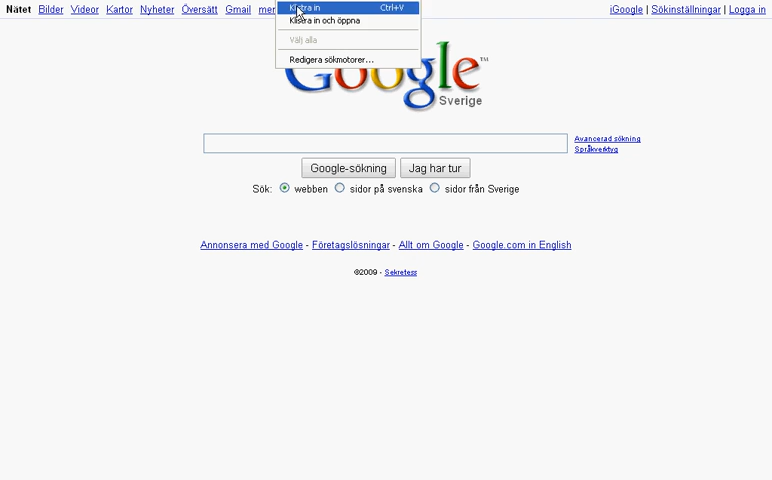 Nätet Bilder Videor Kartor Nyheter Översätt Gmail mer iGoogle | Sökinställningar | Logga in
Klistra in Ctrl+V
Klistra in och öppna
Välj alla
Redigera sökmotorer...
Google™
Sverige
Avancerad sökning
Språkverktyg
Google-sökning Jag har tur
Sök: webben sidor på svenska sidor från Sverige
Annonsera med Google - Företagslösningar - Allt om Google - Google.com in English
©2009 - Sekretess